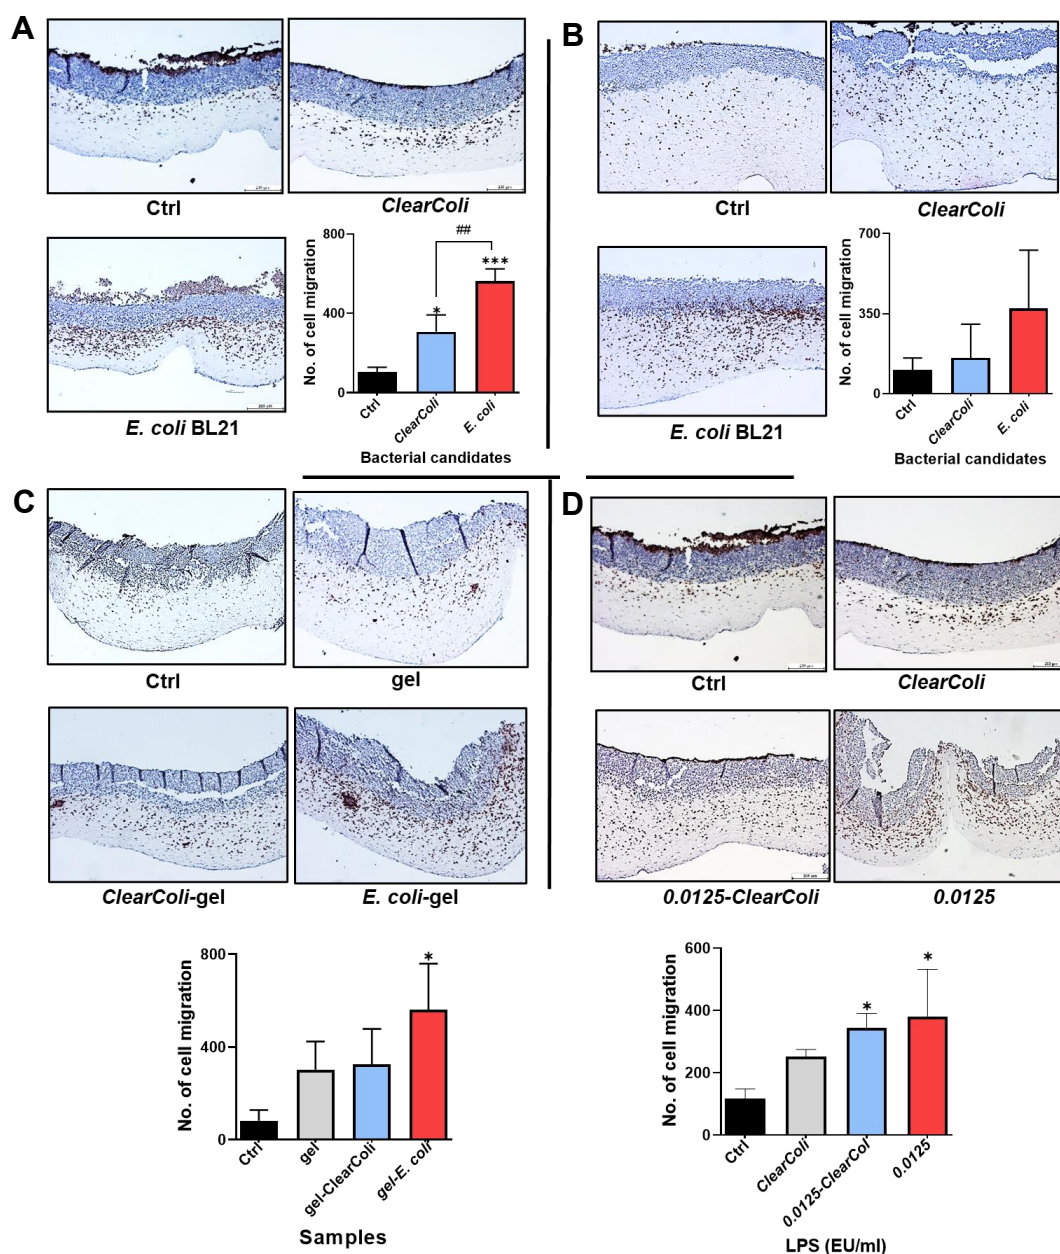 A
Ctrl
ClearColi
E. coli BL21
No. of cell migration
800
400
0
##
*
***
Ctrl
ClearColi
E. coli
Bacterial candidates
B
Ctrl
ClearColi
E. coli BL21
No. of cell migration
700
350
0
Ctrl
ClearColi
E. coli
Bacterial candidates
C
Ctrl
gel
ClearColi-gel
E. coli-gel
No. of cell migration
800
400
0
*
Ctrl
gel
gel-ClearColi
gel-E. coli
Samples
D
Ctrl
ClearColi
0.0125-ClearColi
0.0125
No. of cell migration
600
400
200
0
*
*
Ctrl
ClearColi
0.0125-ClearCol
0.0125
LPS (EU/ml)